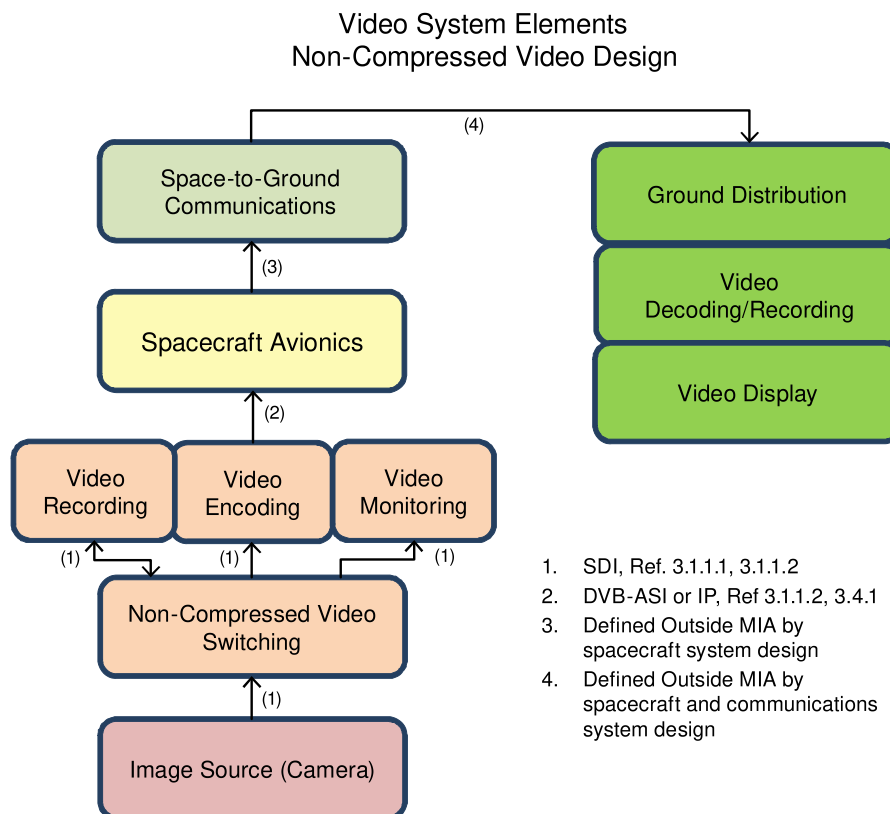 Video System Elements
Non-Compressed Video Design
(4)
Space-to-Ground
Communications
Ground Distribution
(3)
Video
Decoding/Recording
Spacecraft Avionics
Video Display
(2)
Video
Recording
Video
Encoding
Video
Monitoring
(1)
(1)
(1)
Non-Compressed Video
Switching
(1)
Image Source (Camera)
1. SDI, Ref. 3.1.1.1, 3.1.1.2
2. DVB-ASI or IP, Ref 3.1.1.2, 3.4.1
3. Defined Outside MIA by
spacecraft system design
4. Defined Outside MIA by
spacecraft and communications
system design